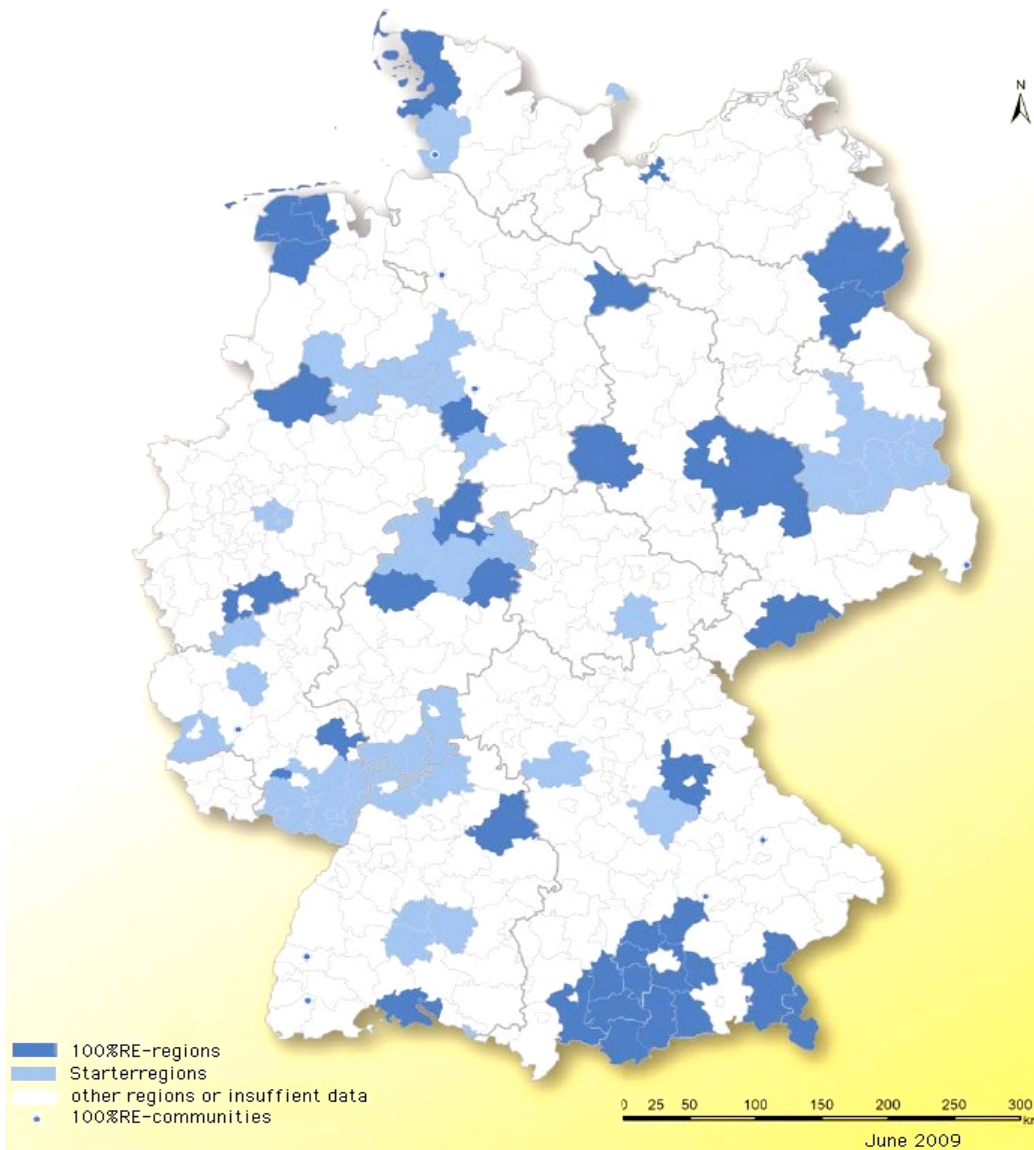 N
100%RE-regions
Starterregions
other regions or insuffient data
100%RE-communities
0 25 50 100 150 200 250 300
km
June 2009